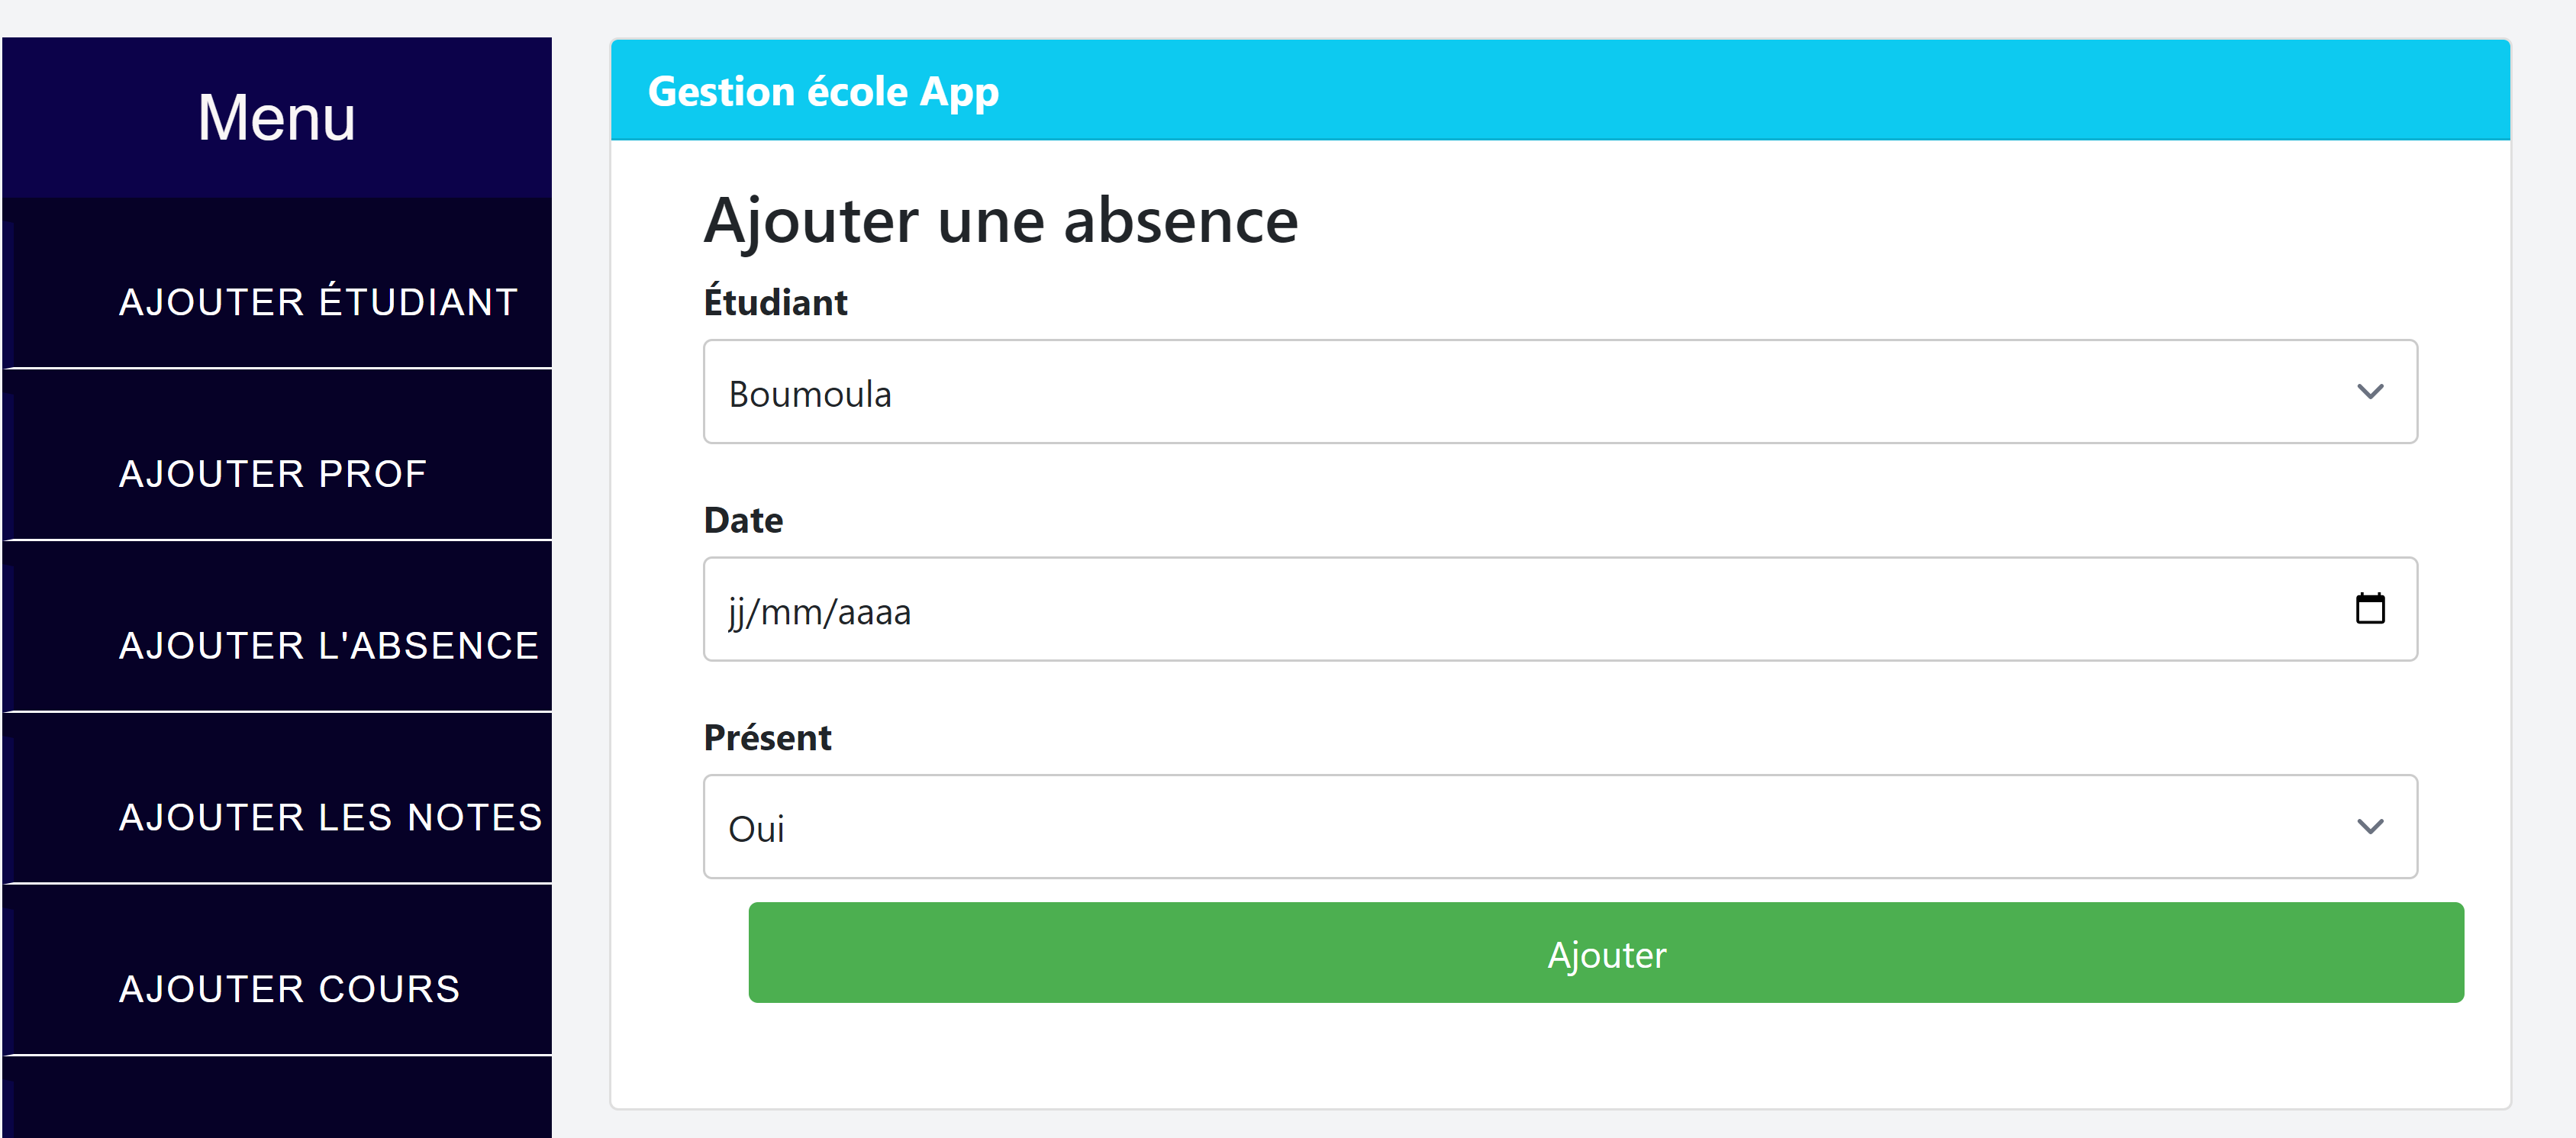 Menu
AJOUTER ÉTUDIANT
AJOUTER PROF
AJOUTER L'ABSENCE
AJOUTER LES NOTES
AJOUTER COURS
Gestion école App
Ajouter une absence
Étudiant
Boumoula
Date
jj/mm/aaaa
Présent
Oui
Ajouter